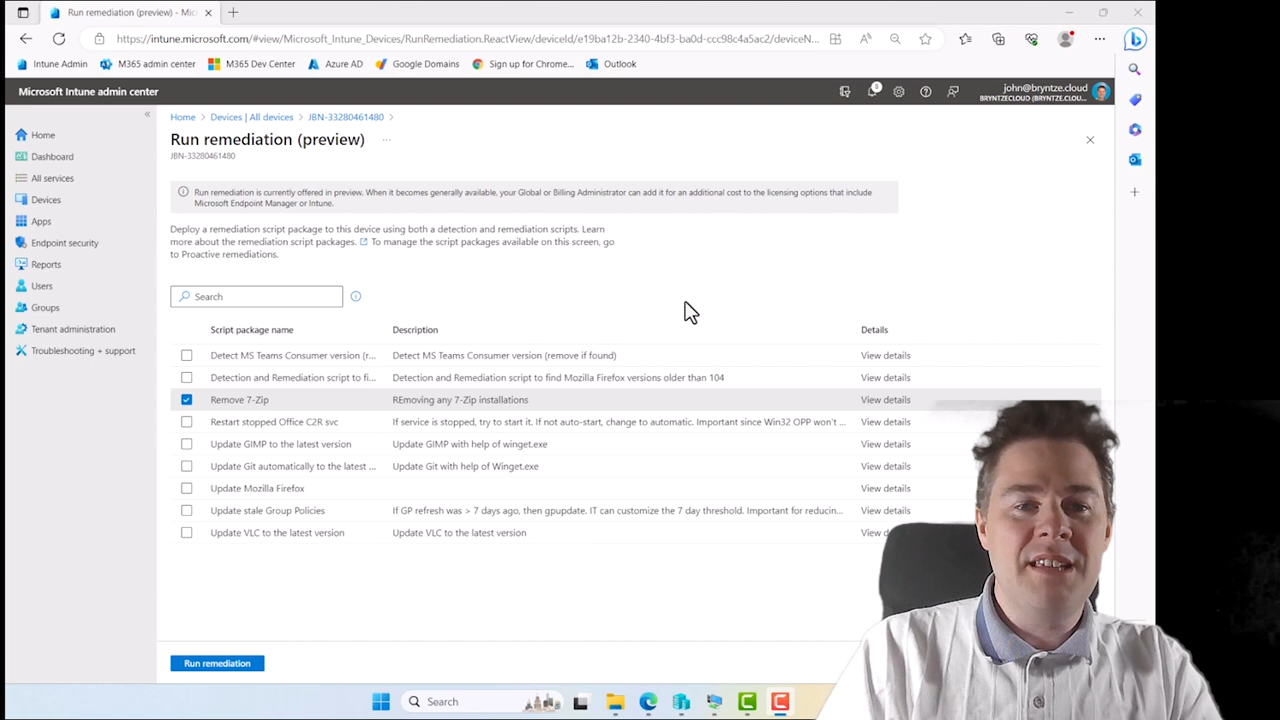 Run remediation (preview) - Mic
https://intune.microsoft.com/#view/Microsoft_Intune_Devices/RunRemediation.ReactView/deviceId/e19ba12b-2340-4bf3-ba0d-ccc98c4a5ac2/deviceN...
Intune Admin
M365 admin center
M365 Dev Center
Azure AD
Google Domains
Sign up for Chrome...
Outlook
Microsoft Intune admin center
john@bryntze.cloud
BRYNTZECLOUD (BRYNTZE.CLOU...
Home
Dashboard
All services
Devices
Apps
Endpoint security
Reports
Users
Groups
Tenant administration
Troubleshooting + support
Home > Devices | All devices > JBN-33280461480 >
Run remediation (preview) ...
JBN-33280461480
Run remediation is currently offered in preview. When it becomes generally available, your Global or Billing Administrator can add it for an additional cost to the licensing options that include
Microsoft Endpoint Manager or Intune.
Deploy a remediation script package to this device using both a detection and remediation scripts. Learn
more about the remediation script packages. To manage the script packages available on this screen, go
to Proactive remediations.
Search
Script package name Description Details
Detect MS Teams Consumer version (r... Detect MS Teams Consumer version (remove if found) View details
Detection and Remediation script to fi... Detection and Remediation script to find Mozilla Firefox versions older than 104 View details
Remove 7-Zip REmoving any 7-Zip installations View details
Restart stopped Office C2R svc If service is stopped, try to start it. If not auto-start, change to automatic. Important since Win32 OPP won't ... View details
Update GIMP to the latest version Update GIMP with help of winget.exe View details
Update Git automatically to the latest ... Update Git with help of Winget.exe View details
Update Mozilla Firefox View details
Update stale Group Policies If GP refresh was > 7 days ago, then gpupdate. IT can customize the 7 day threshold. Important for reducin... View details
Update VLC to the latest version Update VLC to the latest version View d
Run remediation
Search